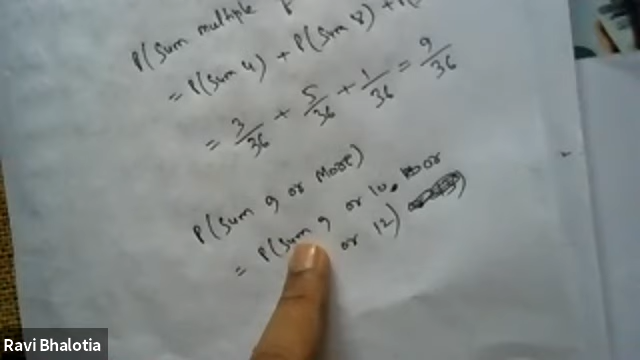 P(Sum multiple
= P(Sum 4) + P(Sum 8) +
= 3/36 + 5/36 + 1/36 = 9/36
P(Sum 9 or More)
= P(Sum 9 or 10 or
or 12)
Ravi Bhalotia